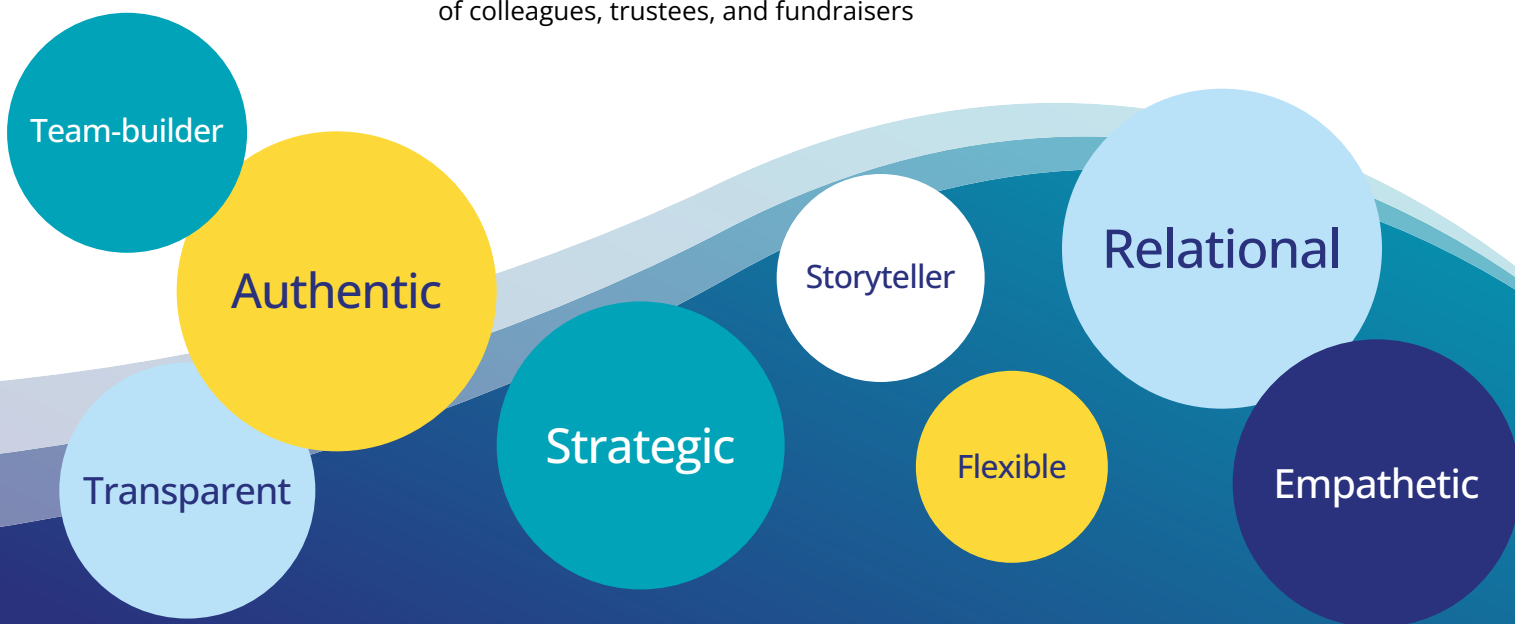 of colleagues, trustees, and fundraisers
Team-builder
Authentic
Transparent
Strategic
Storyteller
Flexible
Relational
Empathetic